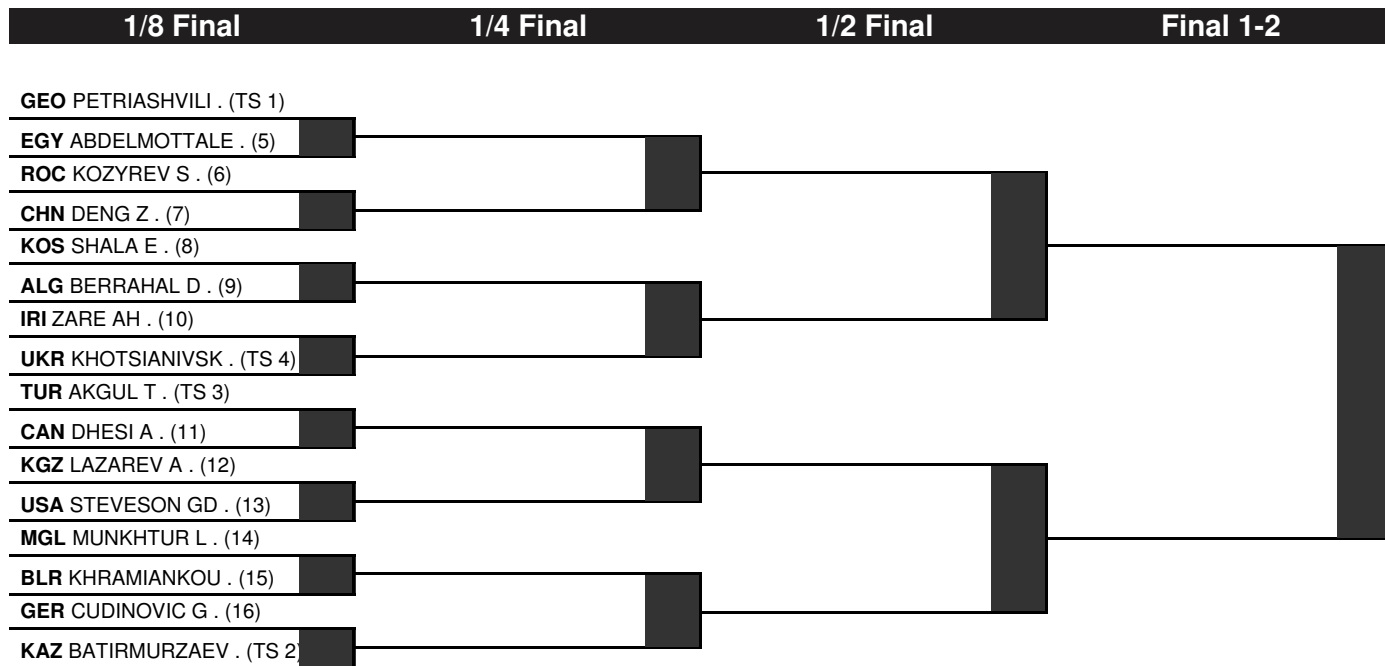 1/8 Final 1/4 Final 1/2 Final Final 1-2
GEO PETRIASHVILI . (TS 1)
EGY ABDELMOTTALE . (5)
ROC KOZYREV S . (6)
CHN DENG Z . (7)
KOS SHALA E . (8)
ALG BERRAHAL D . (9)
IRI ZARE AH . (10)
UKR KHOTSIANIVSK . (TS 4)
TUR AKGUL T . (TS 3)
CAN DHESI A . (11)
KGZ LAZAREV A . (12)
USA STEVESON GD . (13)
MGL MUNKHTUR L . (14)
BLR KHRAMIANKOU . (15)
GER CUDINOVIC G . (16)
KAZ BATIRMURZAEV . (TS 2)